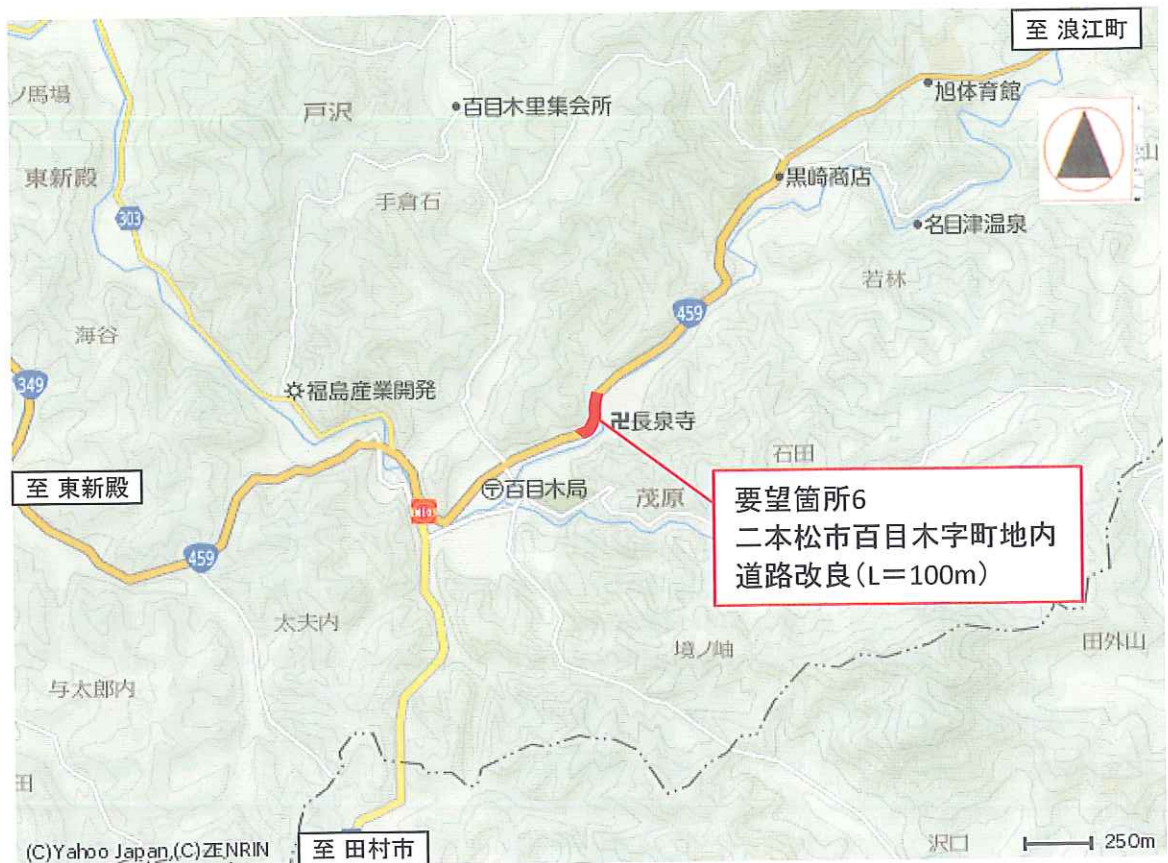 至 浪江町
旭体育館
ノ馬場
戸沢
百目木里集会所
山
東新殿
黒崎商店
手倉石
303
名目津温泉
若林
海谷
459
349
福島産業開発
卍長泉寺
石田
至 東新殿
〒百目木局
茂原
要望箇所6
二本松市百目木字町地内
道路改良(L=100m)
459
太夫内
境ノ岫
田外山
与太郎内
田
沢口
250m
(C)Yahoo Japan,(C)ZENRIN
至 田村市